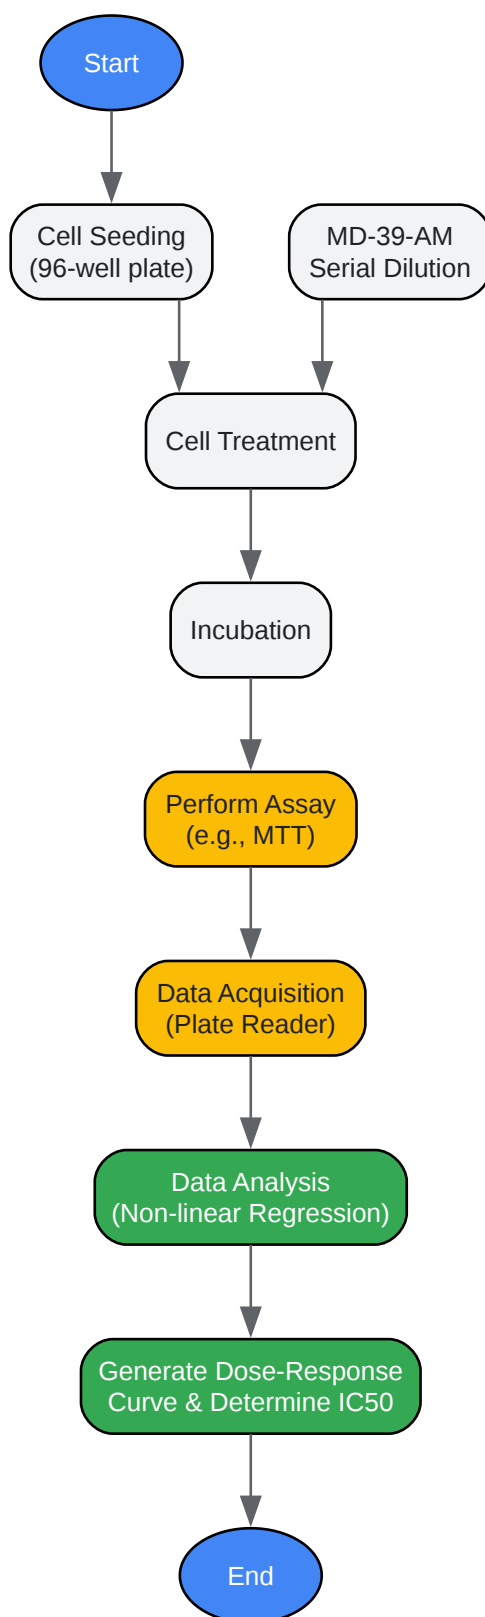 Start
Cell Seeding
(96-well plate)
MD-39-AM
Serial Dilution
Cell Treatment
Incubation
Perform Assay
(e.g., MTT)
Data Acquisition
(Plate Reader)
Data Analysis
(Non-linear Regression)
Generate Dose-Response
Curve & Determine IC50
End